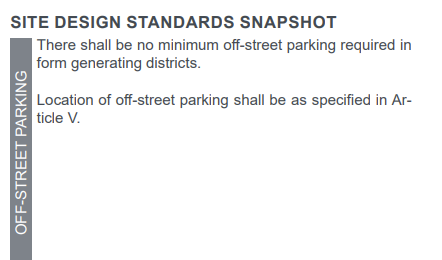 SITE DESIGN STANDARDS SNAPSHOT
OFF-STREET PARKING
There shall be no minimum off-street parking required in
form generating districts.
Location of off-street parking shall be as specified in Ar-
ticle V.